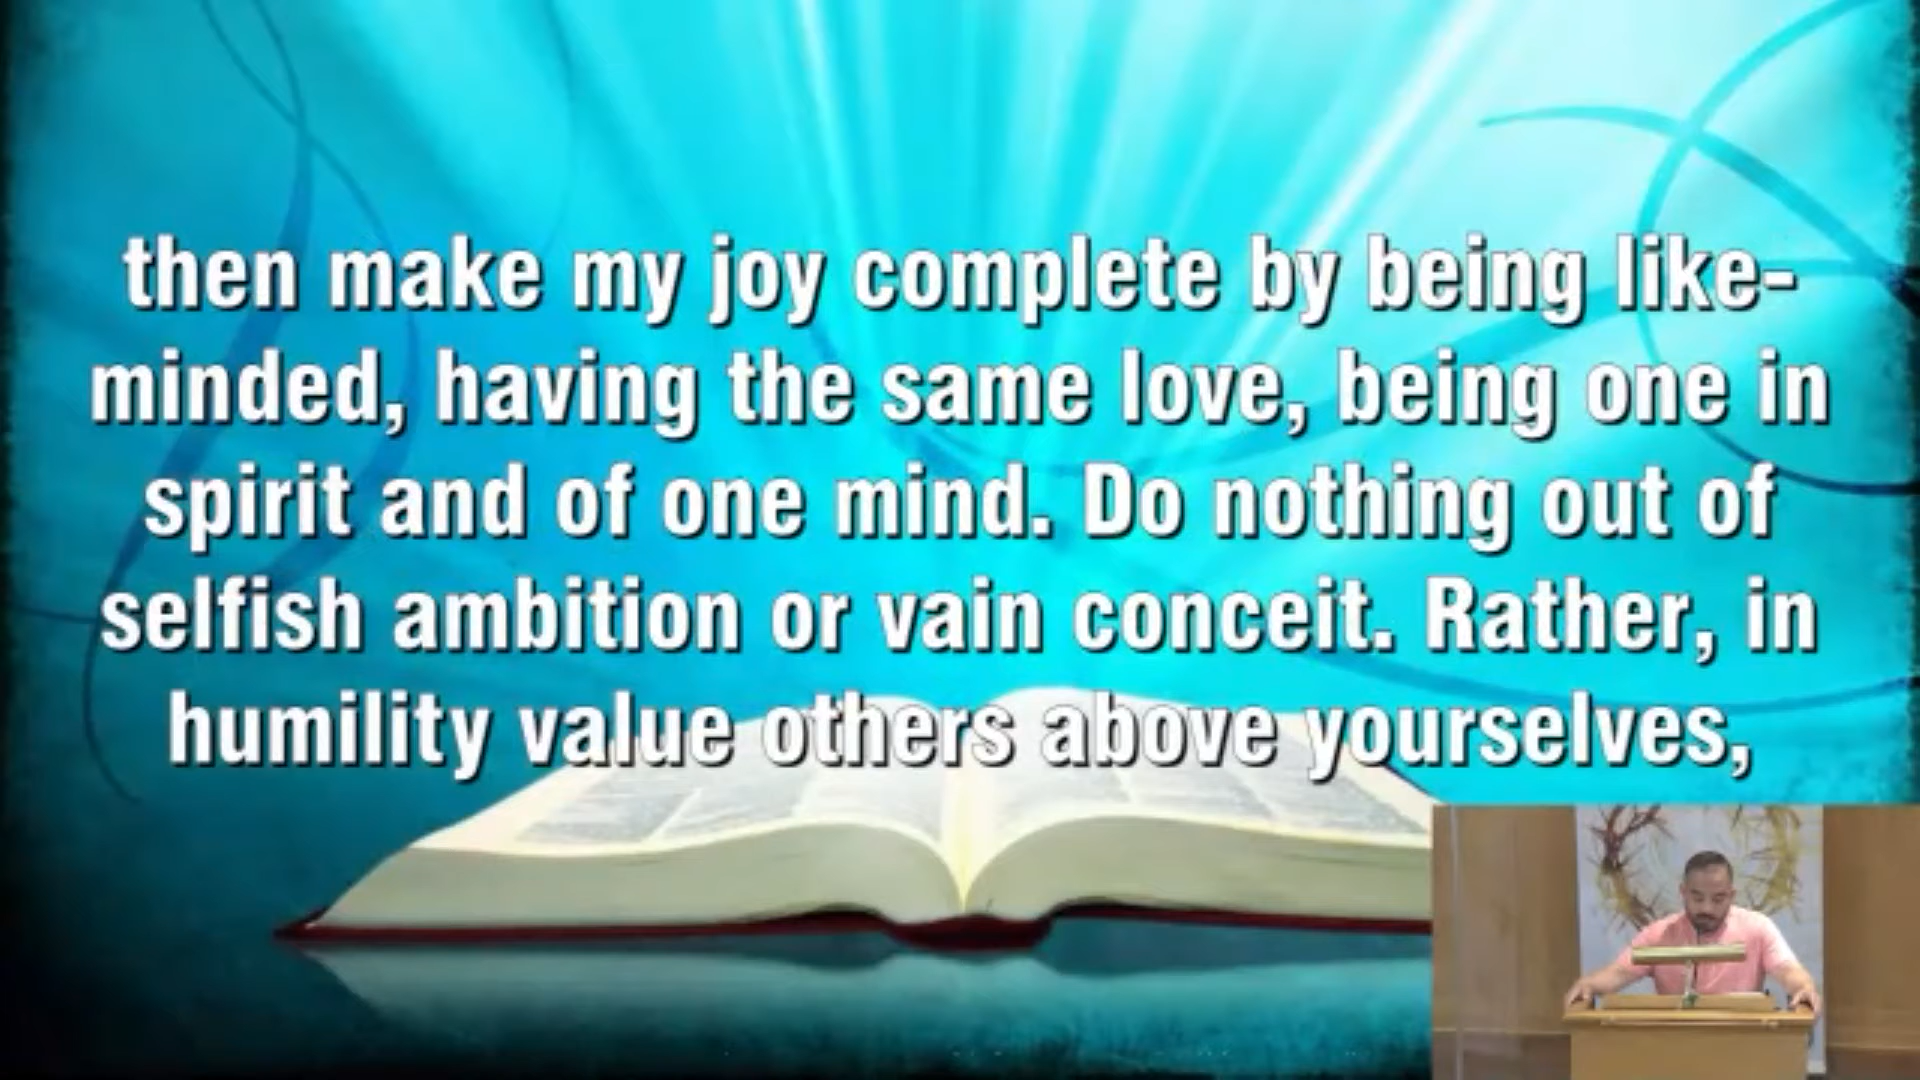 then make my joy complete by being like-
minded, having the same love, being one in
spirit and of one mind. Do nothing out of
selfish ambition or vain conceit. Rather, in
humility value others above yourselves,